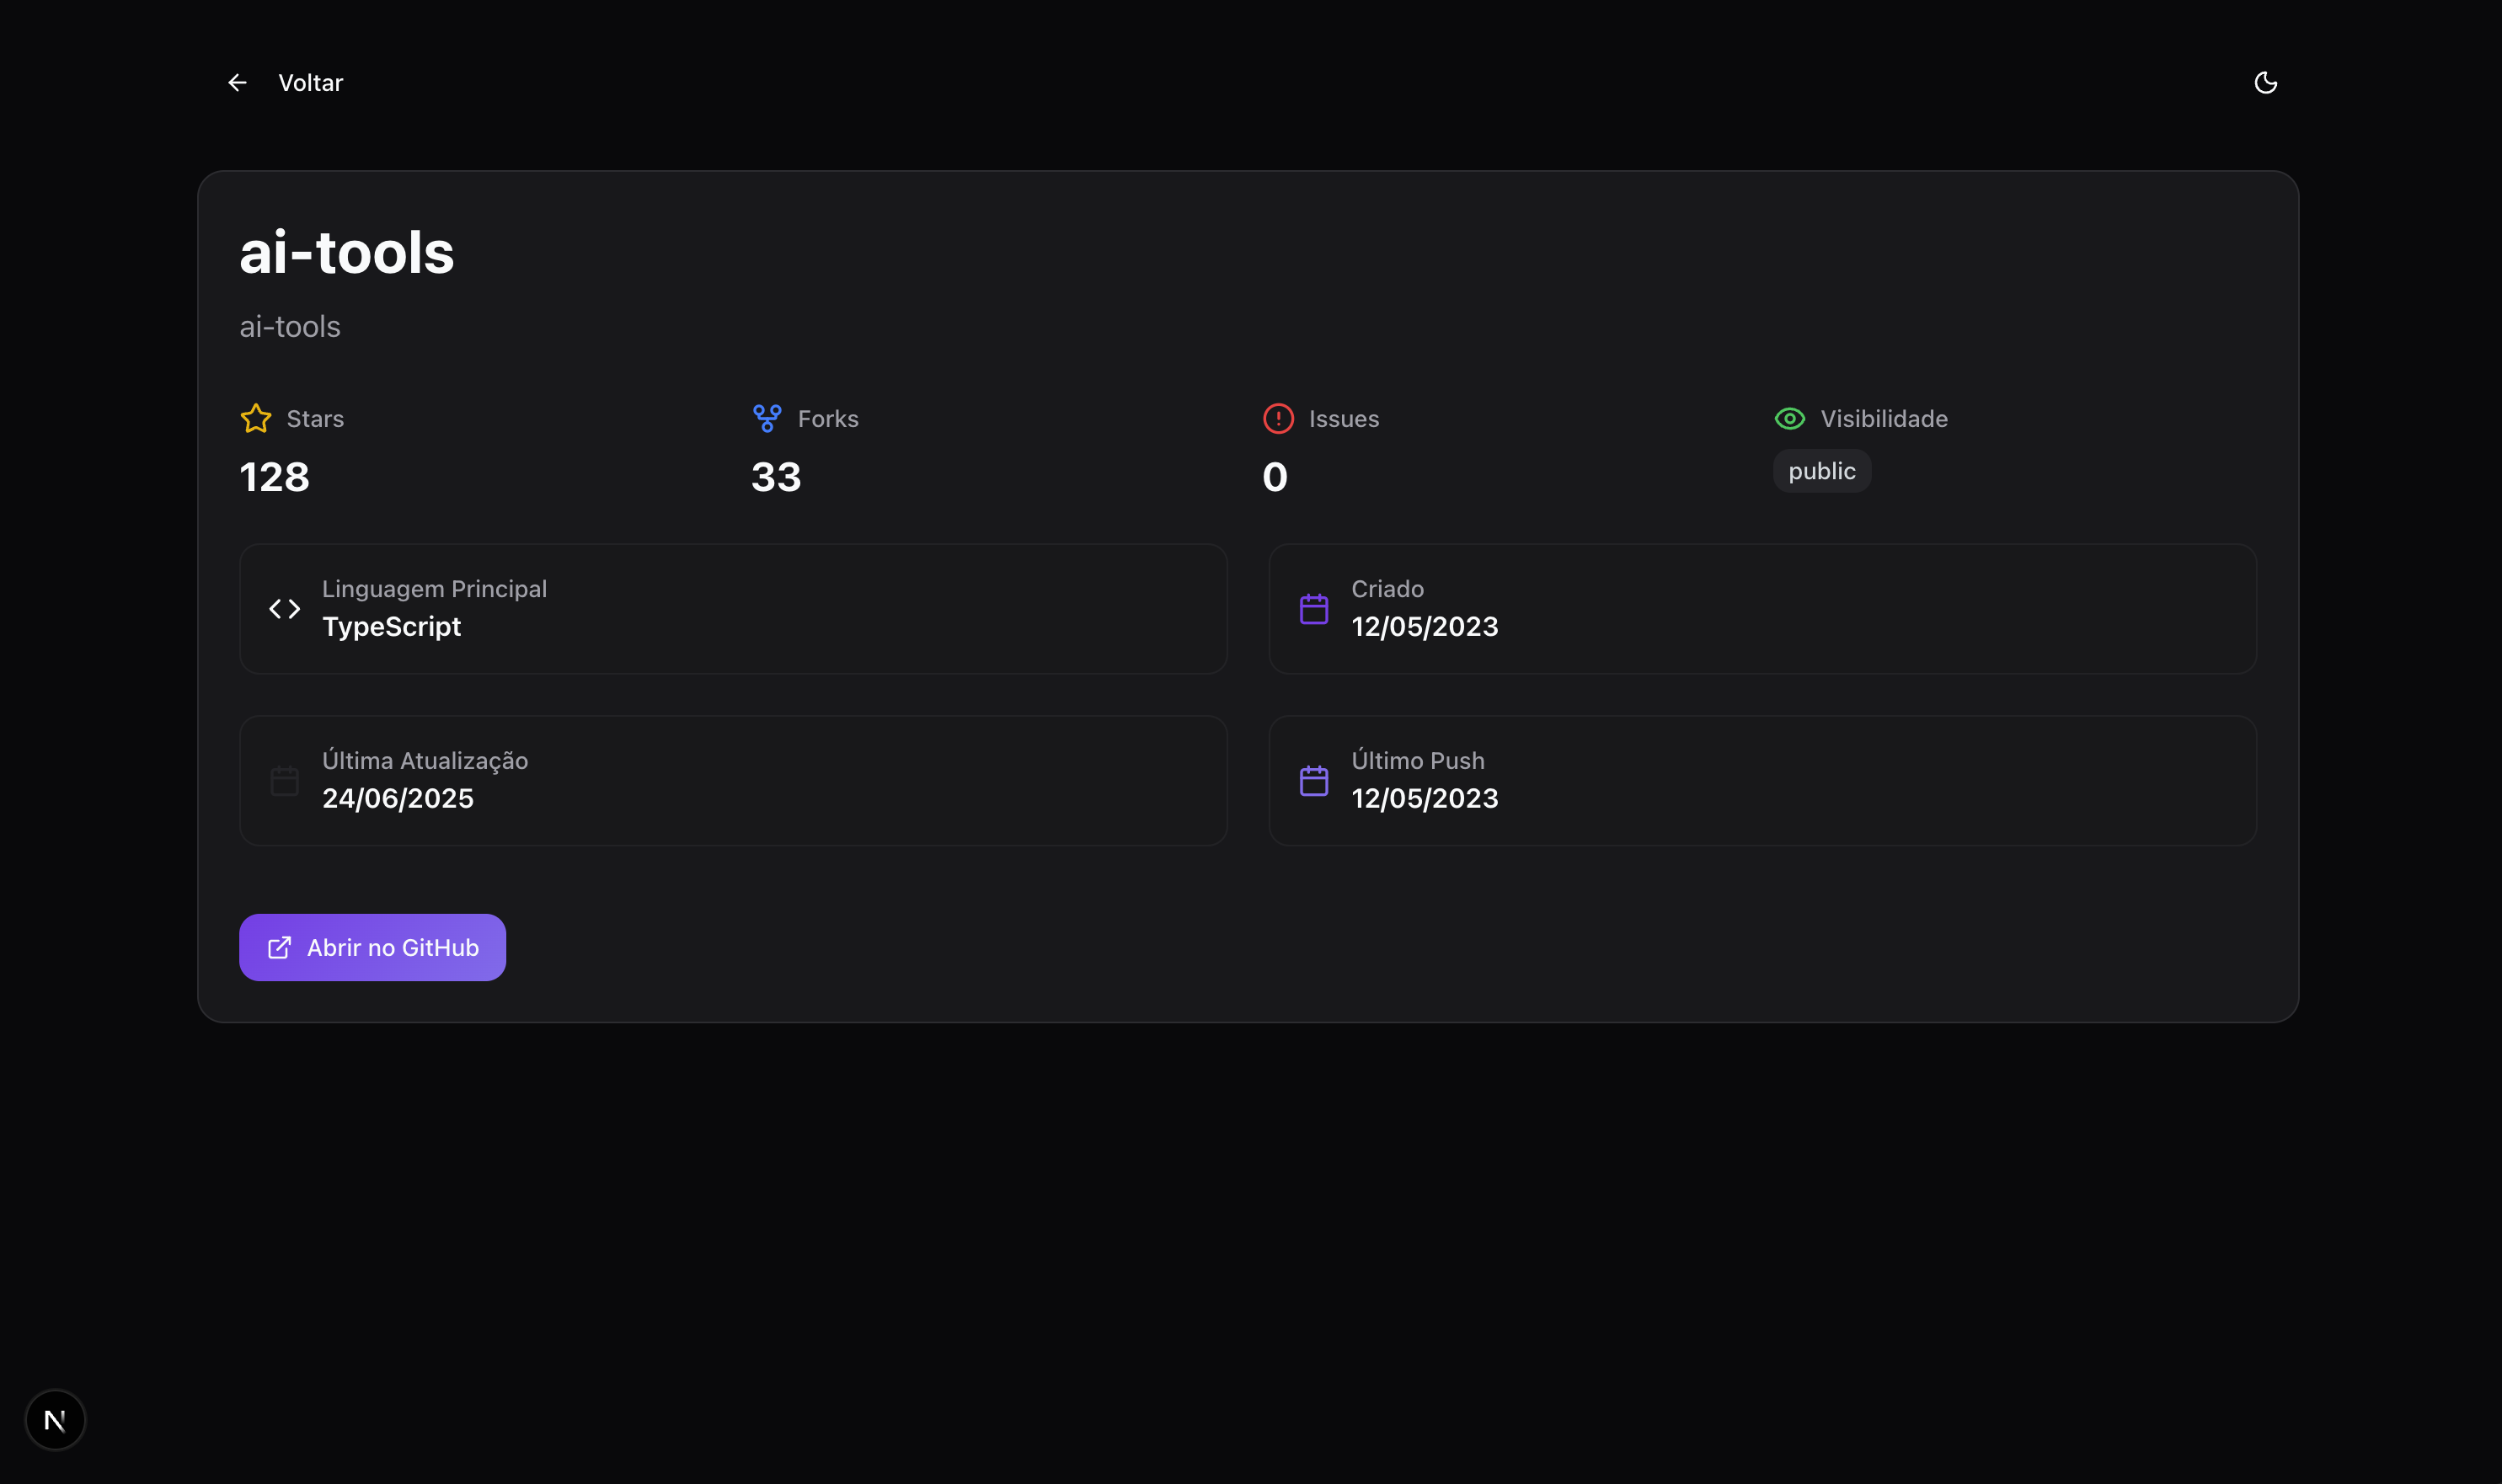 Voltar
ai-tools
ai-tools
Stars
Forks
Issues
Visibilidade
128
33
0
public
Linguagem Principal
TypeScript
Criado
12/05/2023
Última Atualização
24/06/2025
Último Push
12/05/2023
Abrir no GitHub
N